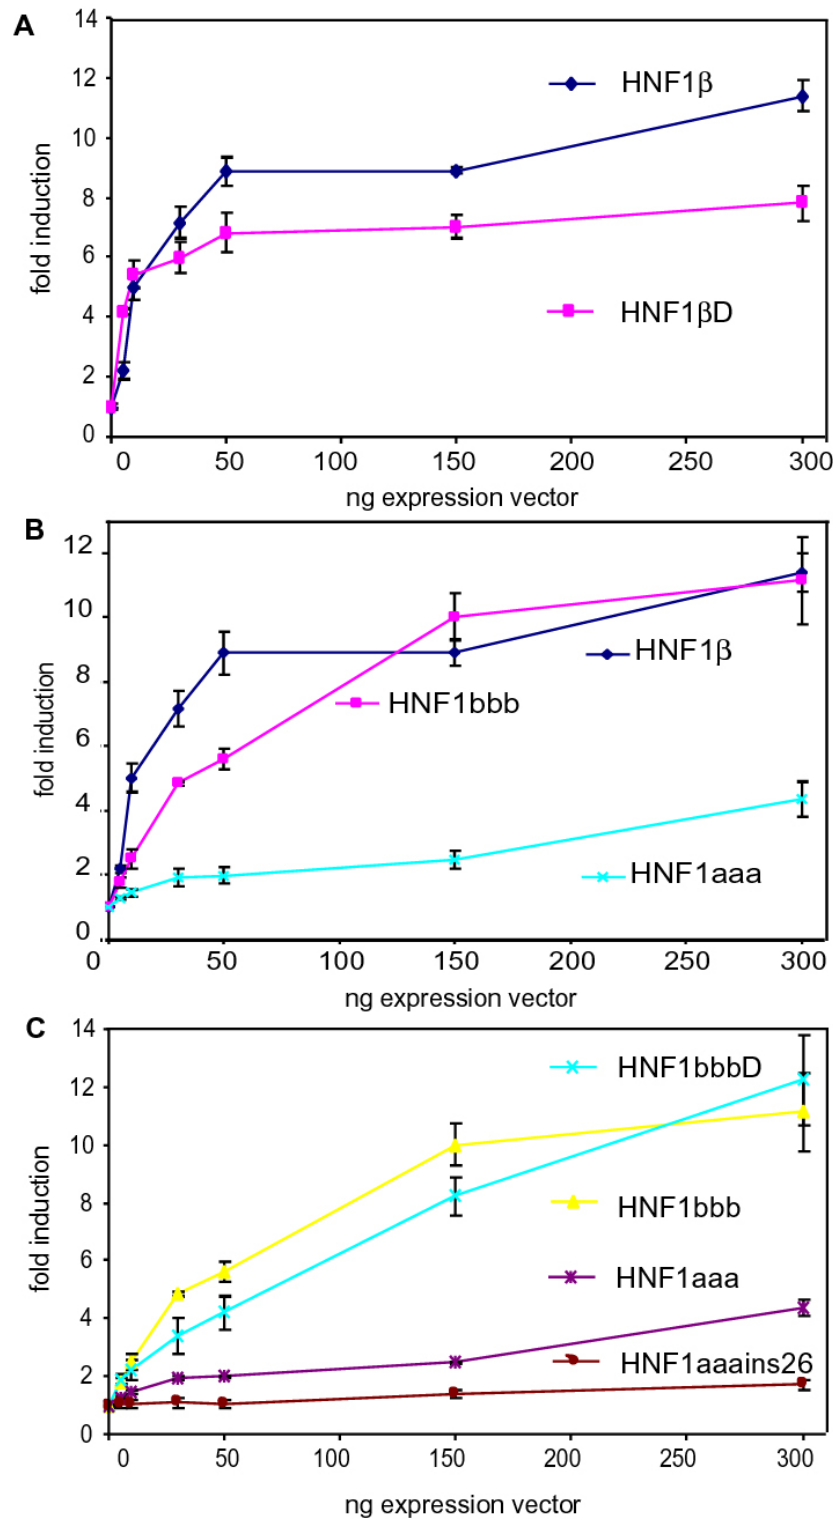 A
14
12
10
8
6
4
2
0
fold induction
HNF1β
HNF1βD
0 50 100 150 200 250 300
ng expression vector
B
12
10
8
6
4
2
0
fold induction
HNF1β
HNF1bbb
HNF1aaa
0 50 100 150 200 250 300
ng expression vector
C
14
12
10
8
6
4
2
0
fold induction
HNF1bbbD
HNF1bbb
HNF1aaa
HNF1aaains26
0 50 100 150 200 250 300
ng expression vector